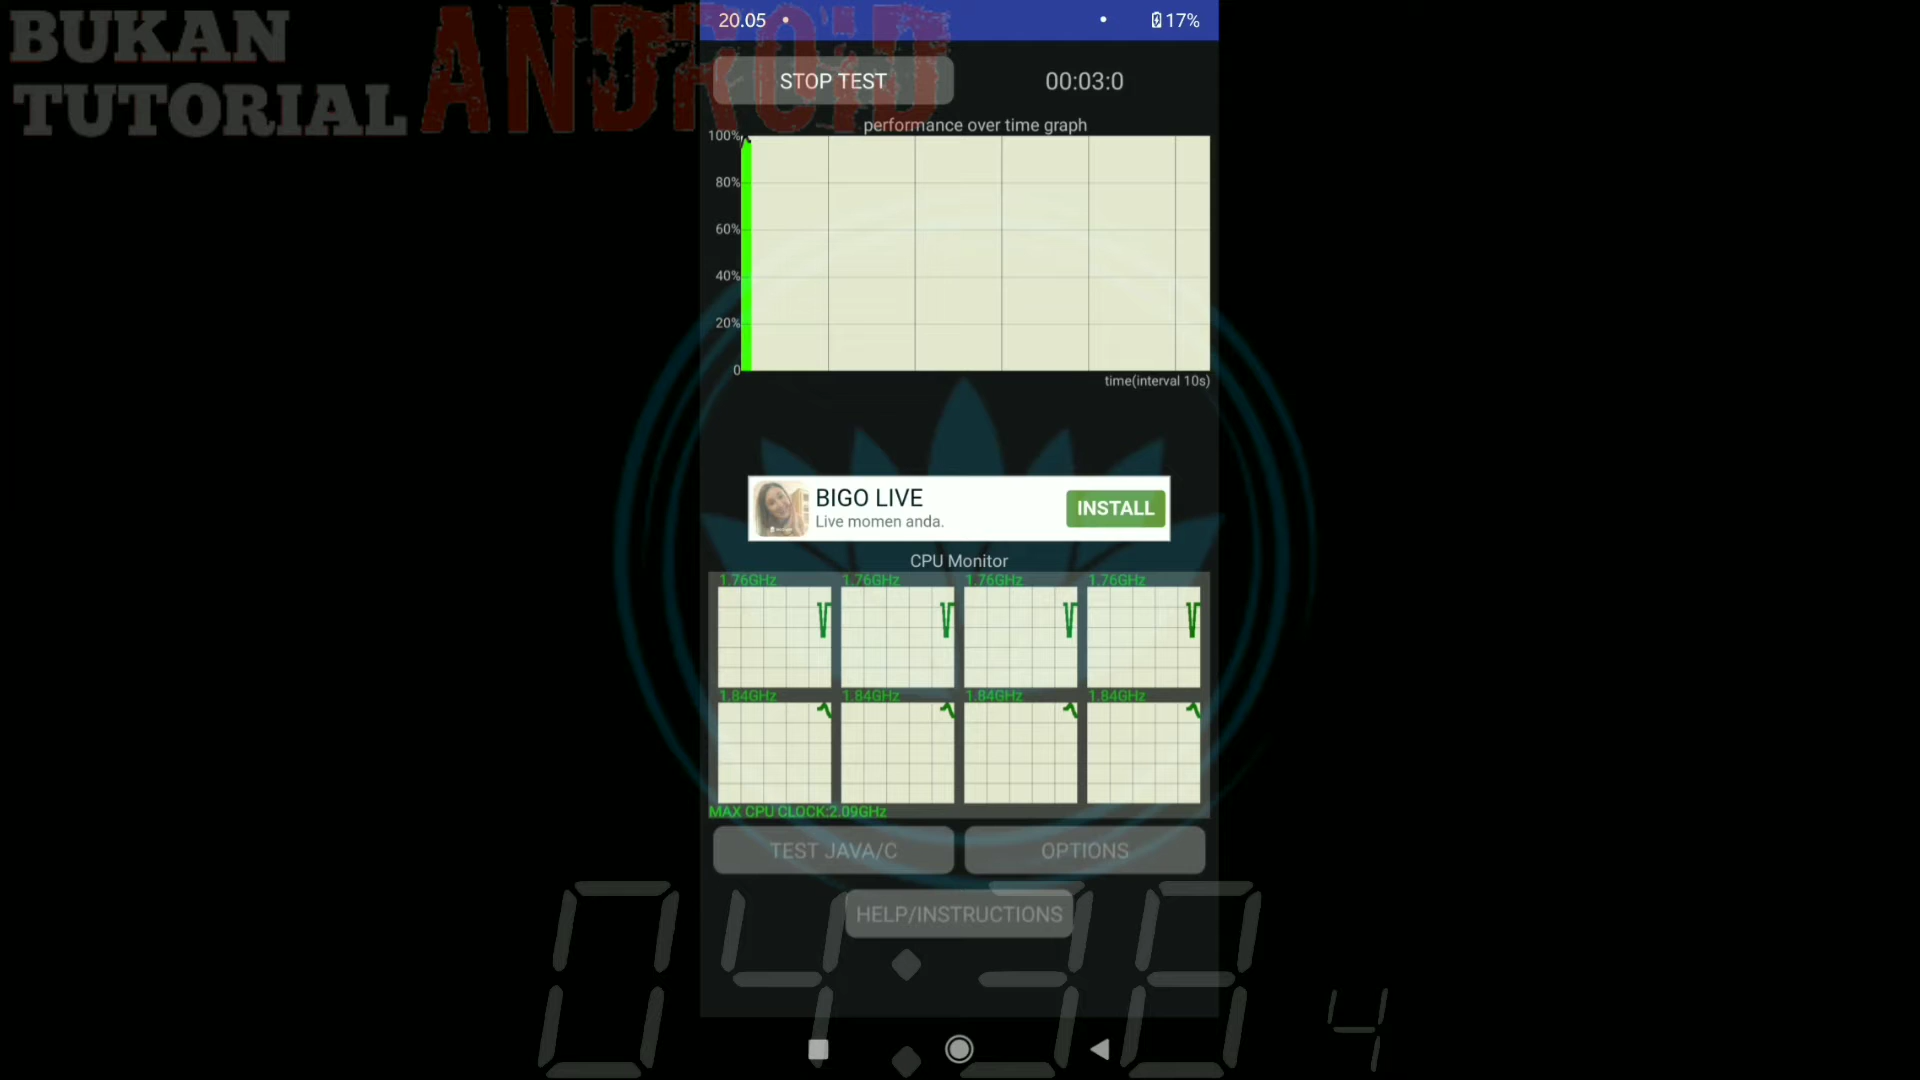 BUKAN
TUTORIAL
ANDROiD
20.05
17%
STOP TEST
00:03:0
performance over time graph
100%
80%
60%
40%
20%
0
time(interval 10s)
BIGO LIVE
Live momen anda.
INSTALL
CPU Monitor
1.76GHz 1.76GHz 1.76GHz 1.76GHz
1.84GHz 1.84GHz 1.84GHz 1.84GHz
MAX CPU CLOCK:2.09GHz
TEST JAVA/C
OPTIONS
HELP/INSTRUCTIONS